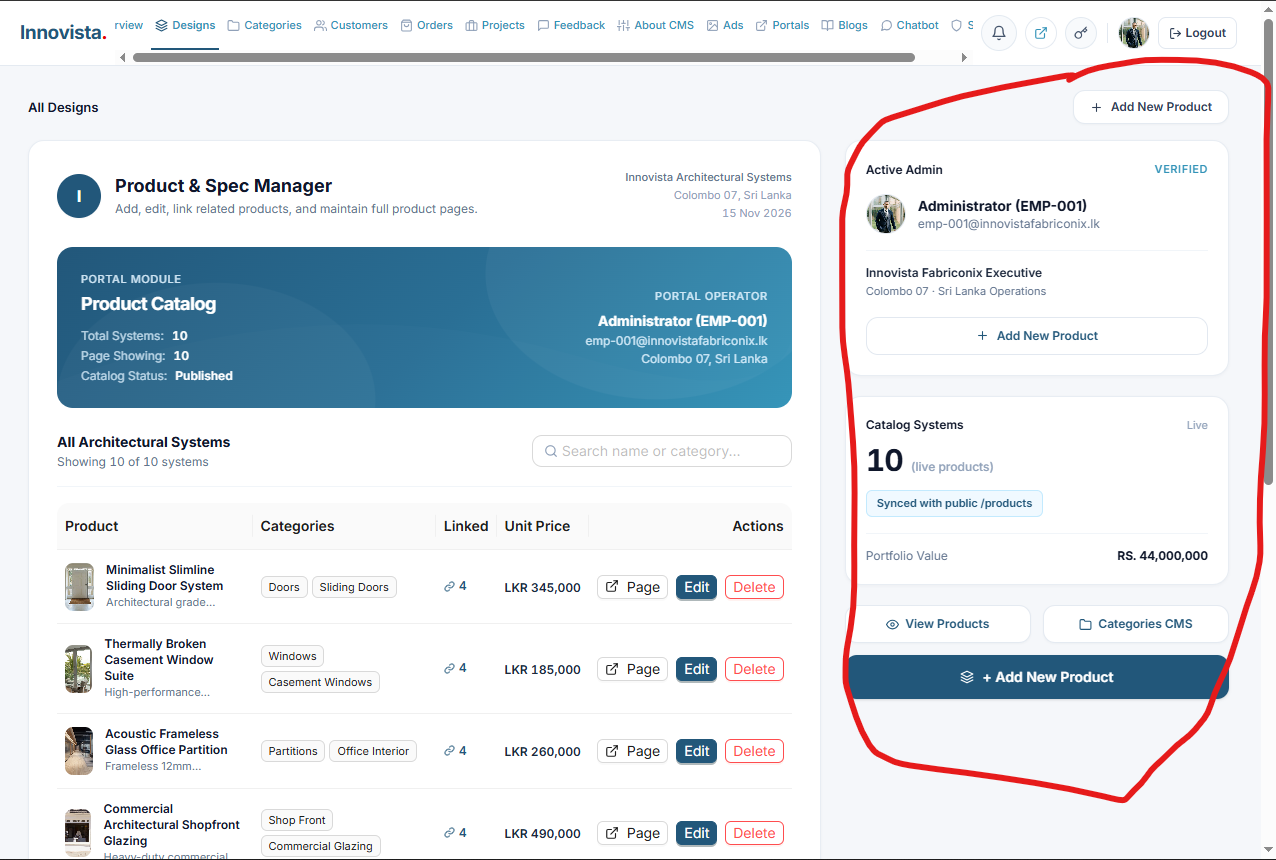 Innovista.
rview
Designs
Categories
Customers
Orders
Projects
Feedback
About CMS
Ads
Portals
Blogs
Chatbot
S
Logout
All Designs
+ Add New Product
I
Product & Spec Manager
Add, edit, link related products, and maintain full product pages.
Innovista Architectural Systems
Colombo 07, Sri Lanka
15 Nov 2026
PORTAL MODULE
Product Catalog
Total Systems: 10
Page Showing: 10
Catalog Status: Published
PORTAL OPERATOR
Administrator (EMP-001)
emp-001@innovistafabriconix.lk
Colombo 07, Sri Lanka
All Architectural Systems
Showing 10 of 10 systems
Search name or category...
Product Categories Linked Unit Price Actions
Minimalist Slimline
Sliding Door System
Architectural grade...
Doors Sliding Doors
4
LKR 345,000
Page Edit Delete
Thermally Broken
Casement Window
Suite
High-performance...
Windows
Casement Windows
4
LKR 185,000
Page Edit Delete
Acoustic Frameless
Glass Office Partition
Frameless 12mm...
Partitions Office Interior
4
LKR 260,000
Page Edit Delete
Commercial
Architectural Shopfront
Glazing
Heavy-duty commercial
Shop Front
Commercial Glazing
4
LKR 490,000
Page Edit Delete
Active Admin VERIFIED
Administrator (EMP-001)
emp-001@innovistafabriconix.lk
Innovista Fabriconix Executive
Colombo 07 · Sri Lanka Operations
+ Add New Product
Catalog Systems Live
10 (live products)
Synced with public /products
Portfolio Value RS. 44,000,000
View Products Categories CMS
+ Add New Product